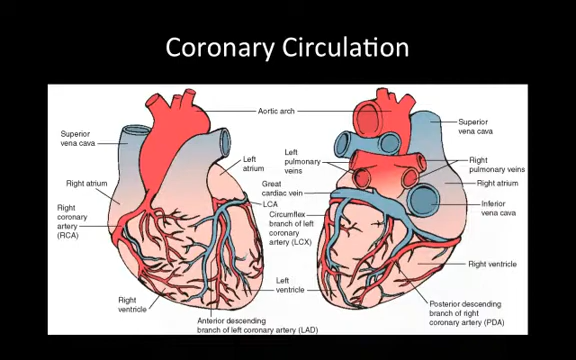 Coronary Circulation
Aortic arch
Superior
vena cava
Right atrium
Right
coronary
artery
(RCA)
Right
ventricle
Left
atrium
Left
pulmonary
veins
Great
cardiac vein
LCA
Circumflex
branch of left
coronary
artery (LCX)
Left
ventricle
Anterior descending
branch of left coronary artery (LAD)
Superior
vena cava
Right
pulmonary veins
Right atrium
Inferior
vena cava
Right ventricle
Posterior descending
branch of right
coronary artery (PDA)